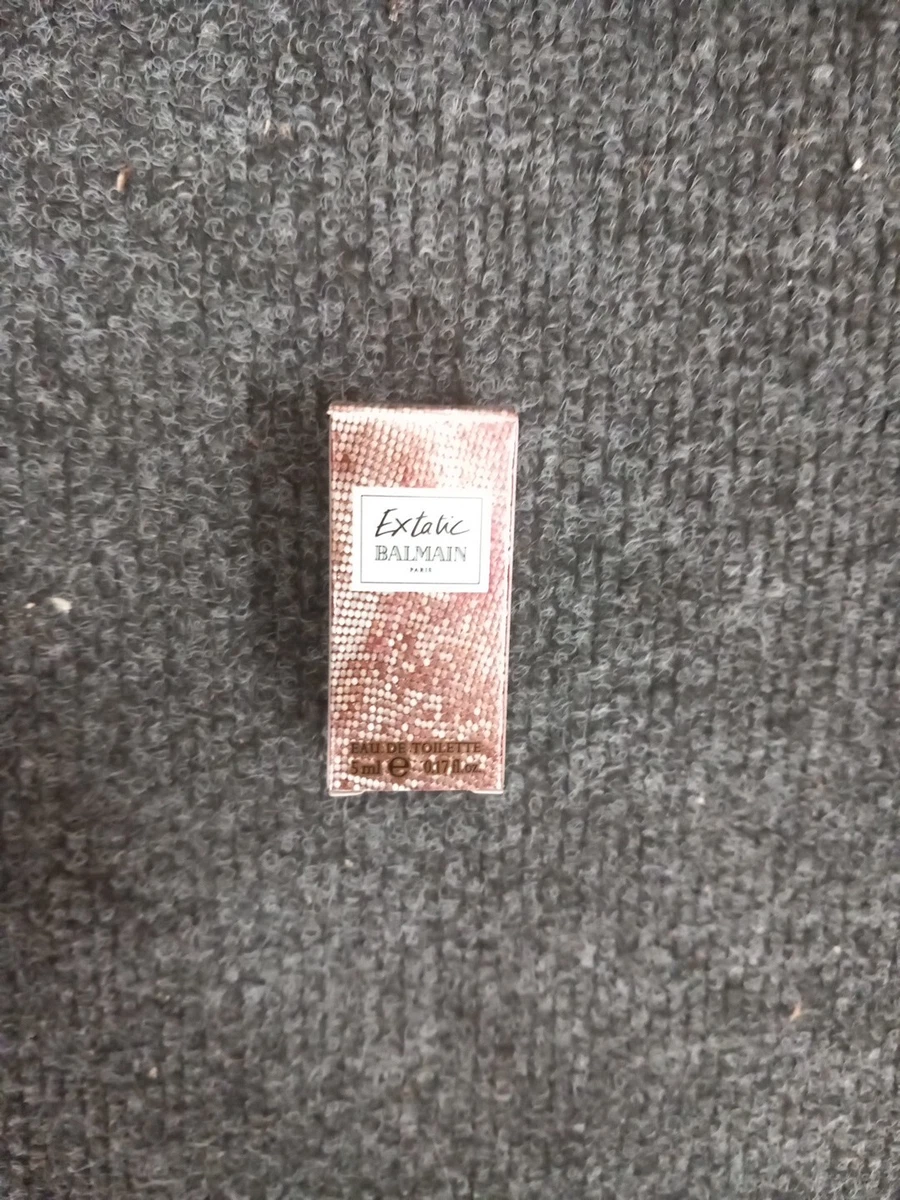 Extatic
BALMAIN
PARIS
EAU DE TOILETTE
5 ml e 0.17 fl.oz.